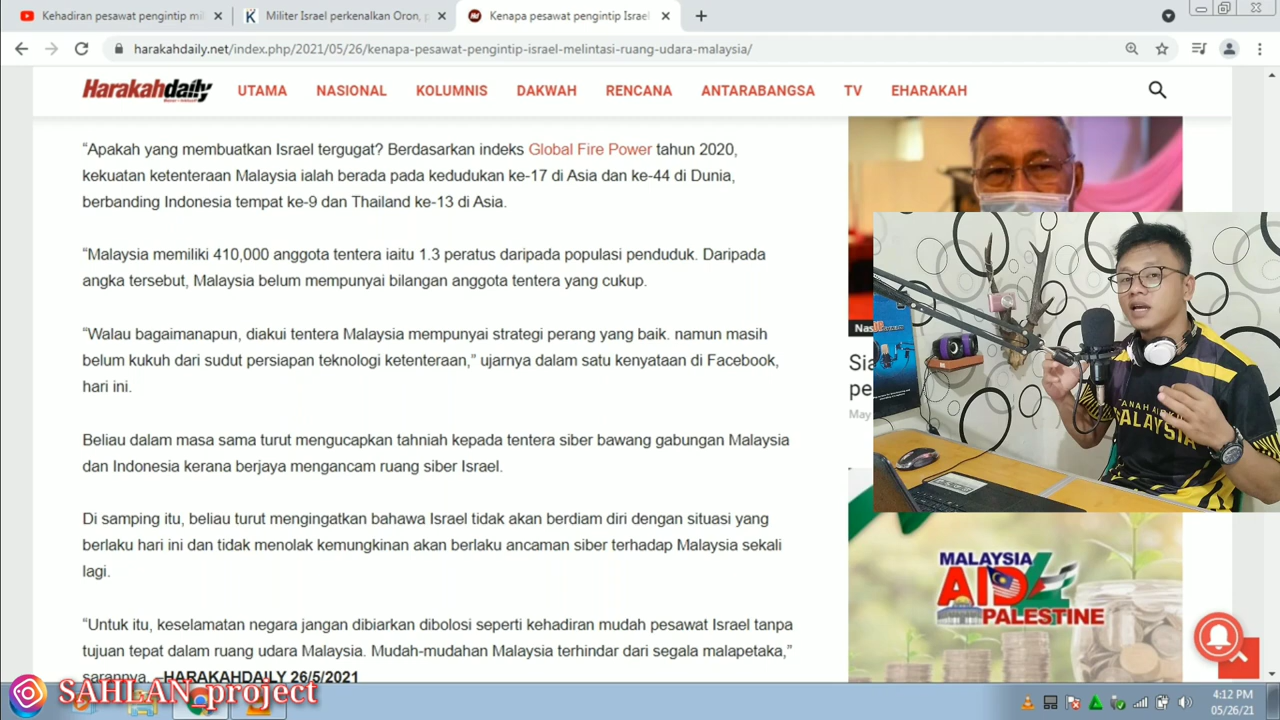 Kehadiran pesawat pengintip mil
Militer Israel perkenalkan Oron, p
Kenapa pesawat pengintip Israel
harakahdaily.net/index.php/2021/05/26/kenapa-pesawat-pengintip-israel-melintasi-ruang-udara-malaysia/
Harakahdaily
UTAMA NASIONAL KOLUMNIS DAKWAH RENCANA ANTARABANGSA TV EHARAKAH
“Apakah yang membuatkan Israel tergugat? Berdasarkan indeks Global Fire Power tahun 2020,
kekuatan ketenteraan Malaysia ialah berada pada kedudukan ke-17 di Asia dan ke-44 di Dunia,
berbanding Indonesia tempat ke-9 dan Thailand ke-13 di Asia.
“Malaysia memiliki 410,000 anggota tentera iaitu 1.3 peratus daripada populasi penduduk. Daripada
angka tersebut, Malaysia belum mempunyai bilangan anggota tentera yang cukup.
“Walau bagaimanapun, diakui tentera Malaysia mempunyai strategi perang yang baik. namun masih
belum kukuh dari sudut persiapan teknologi ketenteraan,” ujarnya dalam satu kenyataan di Facebook,
hari ini.
Beliau dalam masa sama turut mengucapkan tahniah kepada tentera siber bawang gabungan Malaysia
dan Indonesia kerana berjaya mengancam ruang siber Israel.
Di samping itu, beliau turut mengingatkan bahawa Israel tidak akan berdiam diri dengan situasi yang
berlaku hari ini dan tidak menolak kemungkinan akan berlaku ancaman siber terhadap Malaysia sekali
lagi.
“Untuk itu, keselamatan negara jangan dibiarkan dibolosi seperti kehadiran mudah pesawat Israel tanpa
tujuan tepat dalam ruang udara Malaysia. Mudah-mudahan Malaysia terhindar dari segala malapetaka,”
sarannya. – HARAKAHDAILY 26/5/2021
Nas
Sia
pe
May
TANAH AIRKU
MALAYSIA
MALAYSIA
AID4
PALESTINE
SAHLAN_project
4:12 PM
05/26/21